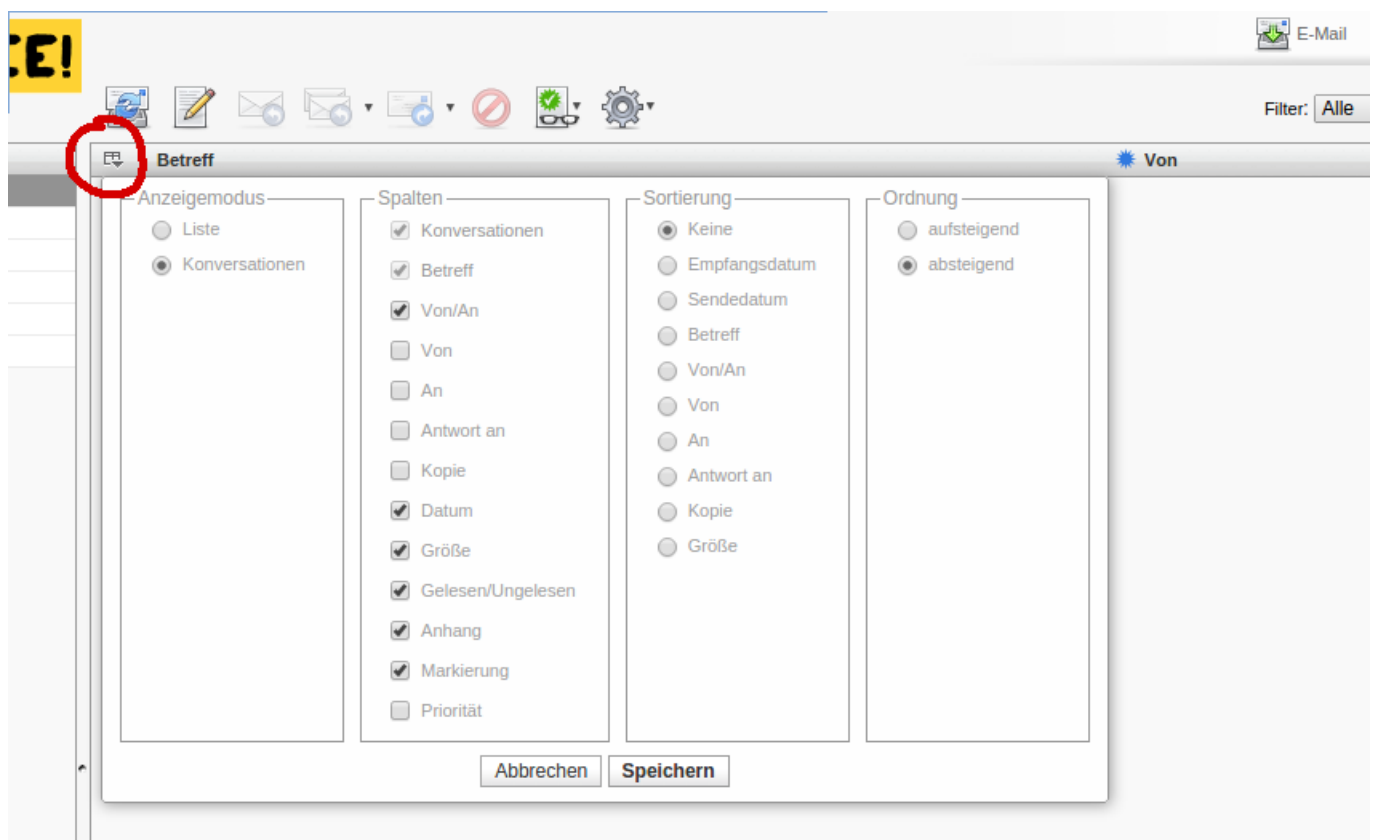 CE!
E-Mail
Filter: Alle
Betreff
Von
Anzeigemodus
Liste
Konversationen
Spalten
Konversationen
Betreff
Von/An
Von
An
Antwort an
Kopie
Datum
Größe
Gelesen/Ungelesen
Anhang
Markierung
Priorität
Sortierung
Keine
Empfangsdatum
Sendedatum
Betreff
Von/An
Von
An
Antwort an
Kopie
Größe
Ordnung
aufsteigend
absteigend
Abbrechen
Speichern